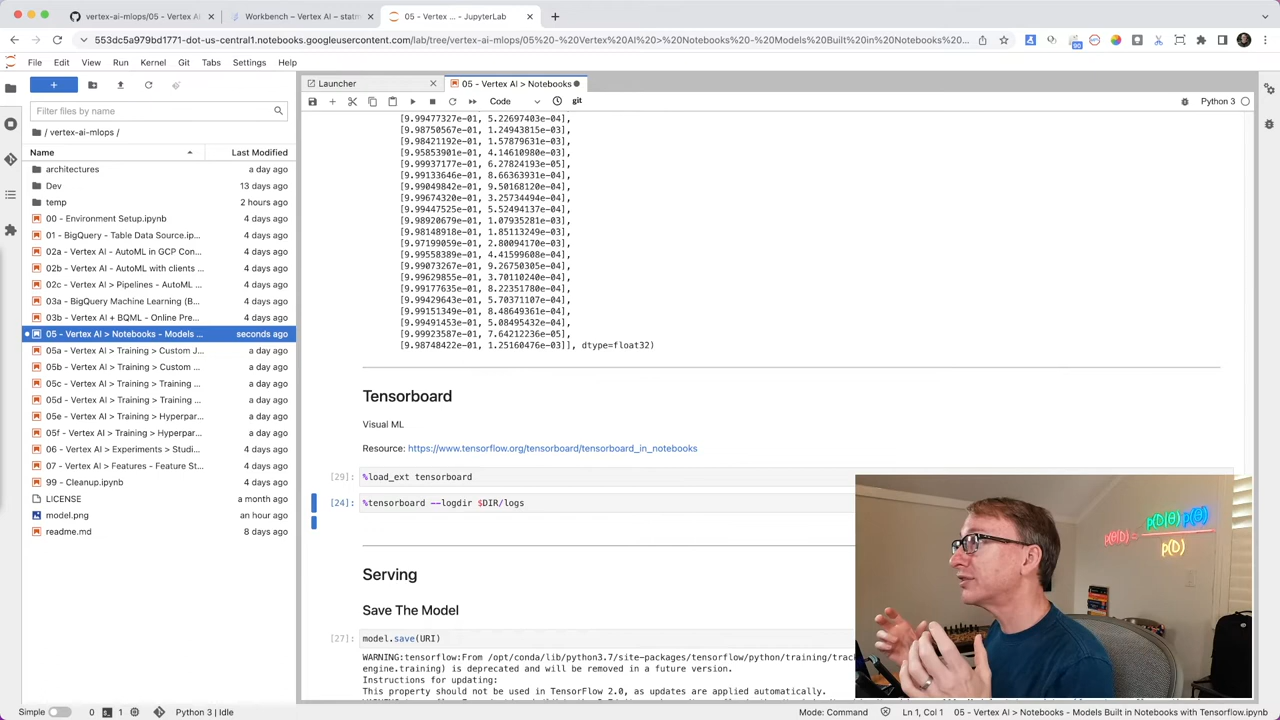 vertex-ai-mlops/05 - Vertex AI
Workbench – Vertex AI – statm
05 - Vertex ... - JupyterLab
553dc5a979bd1771-dot-us-central1.notebooks.googleusercontent.com/lab/tree/vertex-ai-mlops/05%20-%20Vertex%20AI%20>%20Notebooks%20-%20Models%20Built%20in%20Notebooks%20...
File Edit View Run Kernel Git Tabs Settings Help
Launcher
05 - Vertex AI > Notebooks
Code
git
Python 3
Filter files by name
/ vertex-ai-mlops /
Name Last Modified
architectures a day ago
Dev 13 days ago
temp 2 hours ago
00 - Environment Setup.ipynb 4 days ago
01 - BigQuery - Table Data Source.ip... 4 days ago
02a - Vertex AI - AutoML in GCP Con... 4 days ago
02b - Vertex AI - AutoML with clients ... 4 days ago
02c - Vertex AI > Pipelines - AutoML ... 4 days ago
03a - BigQuery Machine Learning (B... 4 days ago
03b - Vertex AI + BQML - Online Pre... 4 days ago
05 - Vertex AI > Notebooks - Models ... seconds ago
05a - Vertex AI > Training > Custom J... a day ago
05b - Vertex AI > Training > Custom ... a day ago
05c - Vertex AI > Training > Training ... a day ago
05d - Vertex AI > Training > Training ... a day ago
05e - Vertex AI > Training > Hyperpar... a day ago
05f - Vertex AI > Training > Hyperpar... a day ago
06 - Vertex AI > Experiments > Studi... 4 days ago
07 - Vertex AI > Features - Feature St... 4 days ago
99 - Cleanup.ipynb 4 days ago
LICENSE a month ago
model.png an hour ago
readme.md 8 days ago
[9.99477327e-01, 5.22697403e-04],
[9.98750567e-01, 1.24943815e-03],
[9.98421192e-01, 1.57879631e-03],
[9.95853901e-01, 4.14610980e-03],
[9.99937177e-01, 6.27824193e-05],
[9.99133646e-01, 8.66363931e-04],
[9.99049842e-01, 9.50168120e-04],
[9.99674320e-01, 3.25734494e-04],
[9.99447525e-01, 5.52494137e-04],
[9.98920679e-01, 1.07935281e-03],
[9.98148918e-01, 1.85113249e-03],
[9.97199059e-01, 2.80094170e-03],
[9.99558389e-01, 4.41599608e-04],
[9.99073267e-01, 9.26750305e-04],
[9.99629855e-01, 3.70110240e-04],
[9.99177635e-01, 8.22351780e-04],
[9.99429643e-01, 5.70371107e-04],
[9.99151349e-01, 8.48649361e-04],
[9.99491453e-01, 5.08495432e-04],
[9.99923587e-01, 7.64212236e-05],
[9.98748422e-01, 1.25160476e-03]], dtype=float32)
Tensorboard
Visual ML
Resource: https://www.tensorflow.org/tensorboard/tensorboard_in_notebooks
[29]: %load_ext tensorboard
[24]: %tensorboard --logdir $DIR/logs
Serving
Save The Model
[27]: model.save(URI)
WARNING:tensorflow:From /opt/conda/lib/python3.7/site-packages/tensorflow/python/training/track
engine.training) is deprecated and will be removed in a future version.
Instructions for updating:
This property should not be used in TensorFlow 2.0, as updates are applied automatically.
p(θ|D) = p(D|θ) p(θ)
p(D)
Simple 0 1 Python 3 | Idle
Mode: Command Ln 1, Col 1 05 - Vertex AI > Notebooks - Models Built in Notebooks with Tensorflow.ipynb